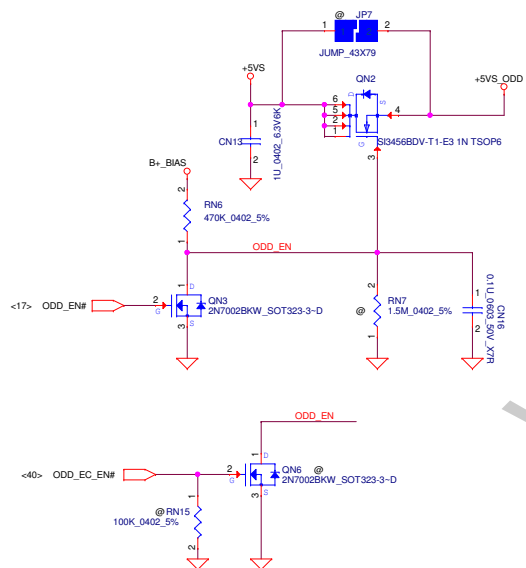 @ JP7
1 2
JUMP_43X79
+5VS
QN2
+5VS_ODD
D
S
6
5
2
1
4
G
3
SI3456BDV-T1-E3 1N TSOP6
CN13
1
2
1U_0402_6.3V6K
B+_BIAS
2
RN6
470K_0402_5%
1
ODD_EN
<17> ODD_EN#
2
G
1
D
QN3
2N7002BKW_SOT323-3~D
3
S
2
RN7
@ 1.5M_0402_5%
1
1
2
CN16
0.1U_0603_50V_X7R
ODD_EN
<40> ODD_EC_EN#
2
G
1
D
QN6 @
2N7002BKW_SOT323-3~D
3
S
1
@ RN15
100K_0402_5%
2